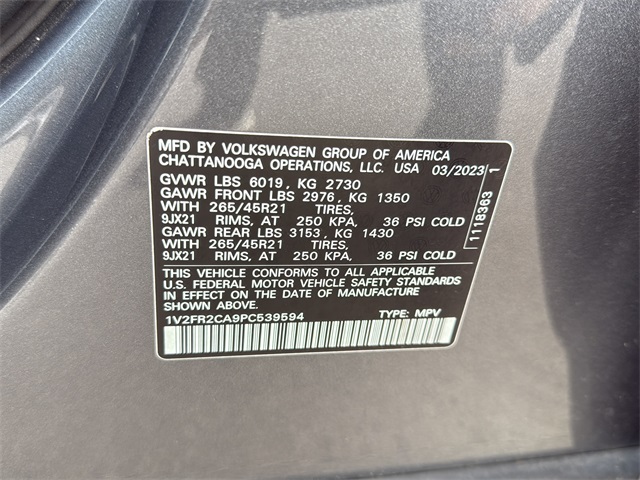 MFD BY VOLKSWAGEN GROUP OF AMERICA
CHATTANOOGA OPERATIONS, LLC. USA 03/2023
GVWR LBS 6019, KG 2730
GAWR FRONT LBS 2976, KG 1350
WITH 265/45R21 TIRES,
9JX21 RIMS, AT 250 KPA, 36 PSI COLD
GAWR REAR LBS 3153, KG 1430
WITH 265/45R21 TIRES,
9JX21 RIMS, AT 250 KPA, 36 PSI COLD
THIS VEHICLE CONFORMS TO ALL APPLICABLE
U.S. FEDERAL MOTOR VEHICLE SAFETY STANDARDS
IN EFFECT ON THE DATE OF MANUFACTURE
SHOWN ABOVE.
1V2FR2CA9PC539594 TYPE: MPV
1118363 1